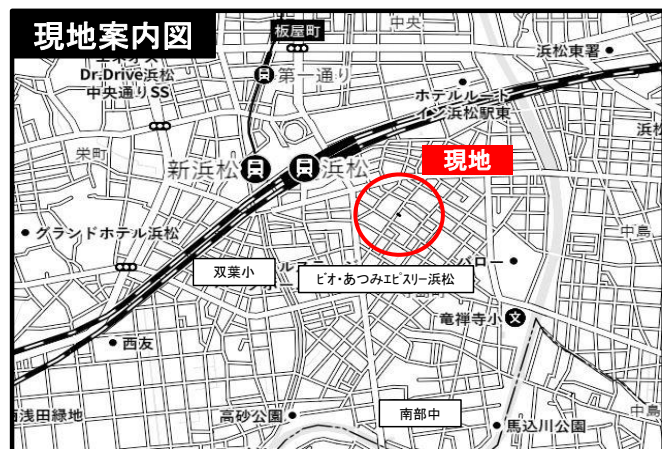 現地案内図
板屋町
中央
浜松東署
Dr.Drive浜松
中央通りSS
第一通り
ホテルルート
イン浜松駅東
栄町
新浜松
浜松
現地
中島
グランドホテル浜松
双葉小
ビオ・あつみエピスリー浜松
バロー
竜禅寺小
文
西友
浅田緑地
高砂公園
南部中
馬込川公園
中島